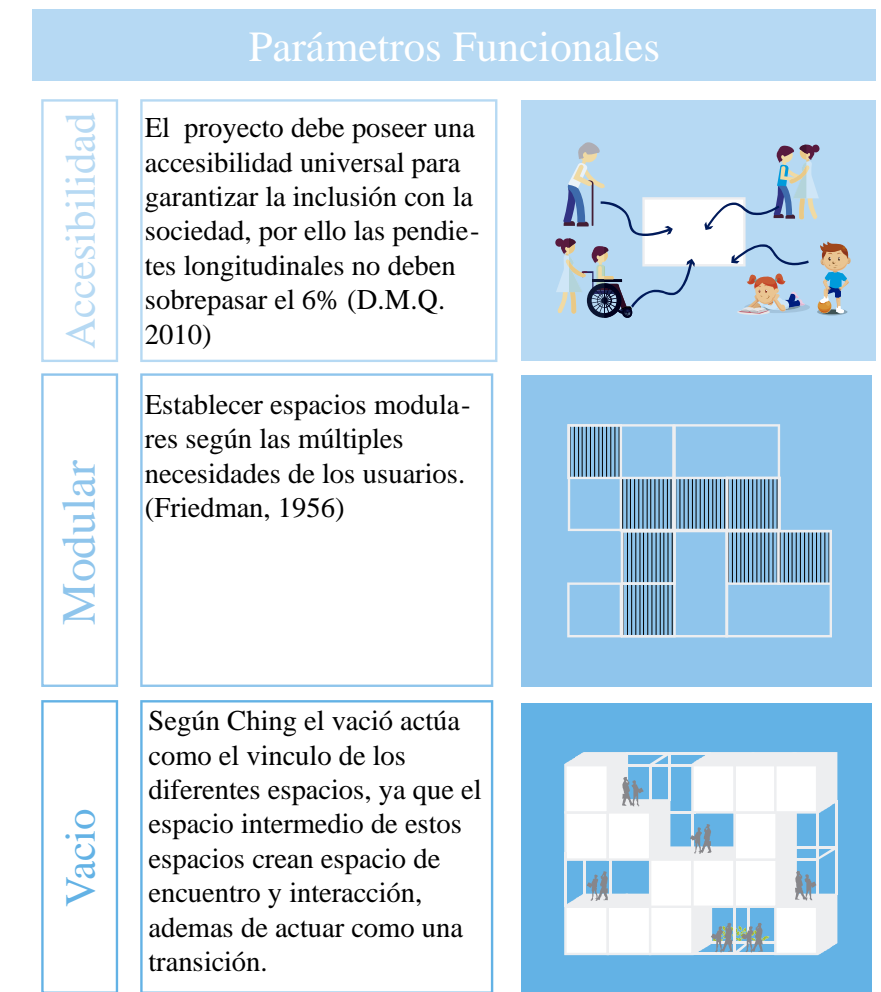 Parámetros Funcionales
Accesibilidad
El proyecto debe poseer una
accesibilidad universal para
garantizar la inclusión con la
sociedad, por ello las pendie-
tes longitudinales no deben
sobrepasar el 6% (D.M.Q.
2010)
Modular
Establecer espacios modula-
res según las múltiples
necesidades de los usuarios.
(Friedman, 1956)
Vacio
Según Ching el vació actúa
como el vinculo de los
diferentes espacios, ya que el
espacio intermedio de estos
espacios crean espacio de
encuentro y interacción,
ademas de actuar como una
transición.